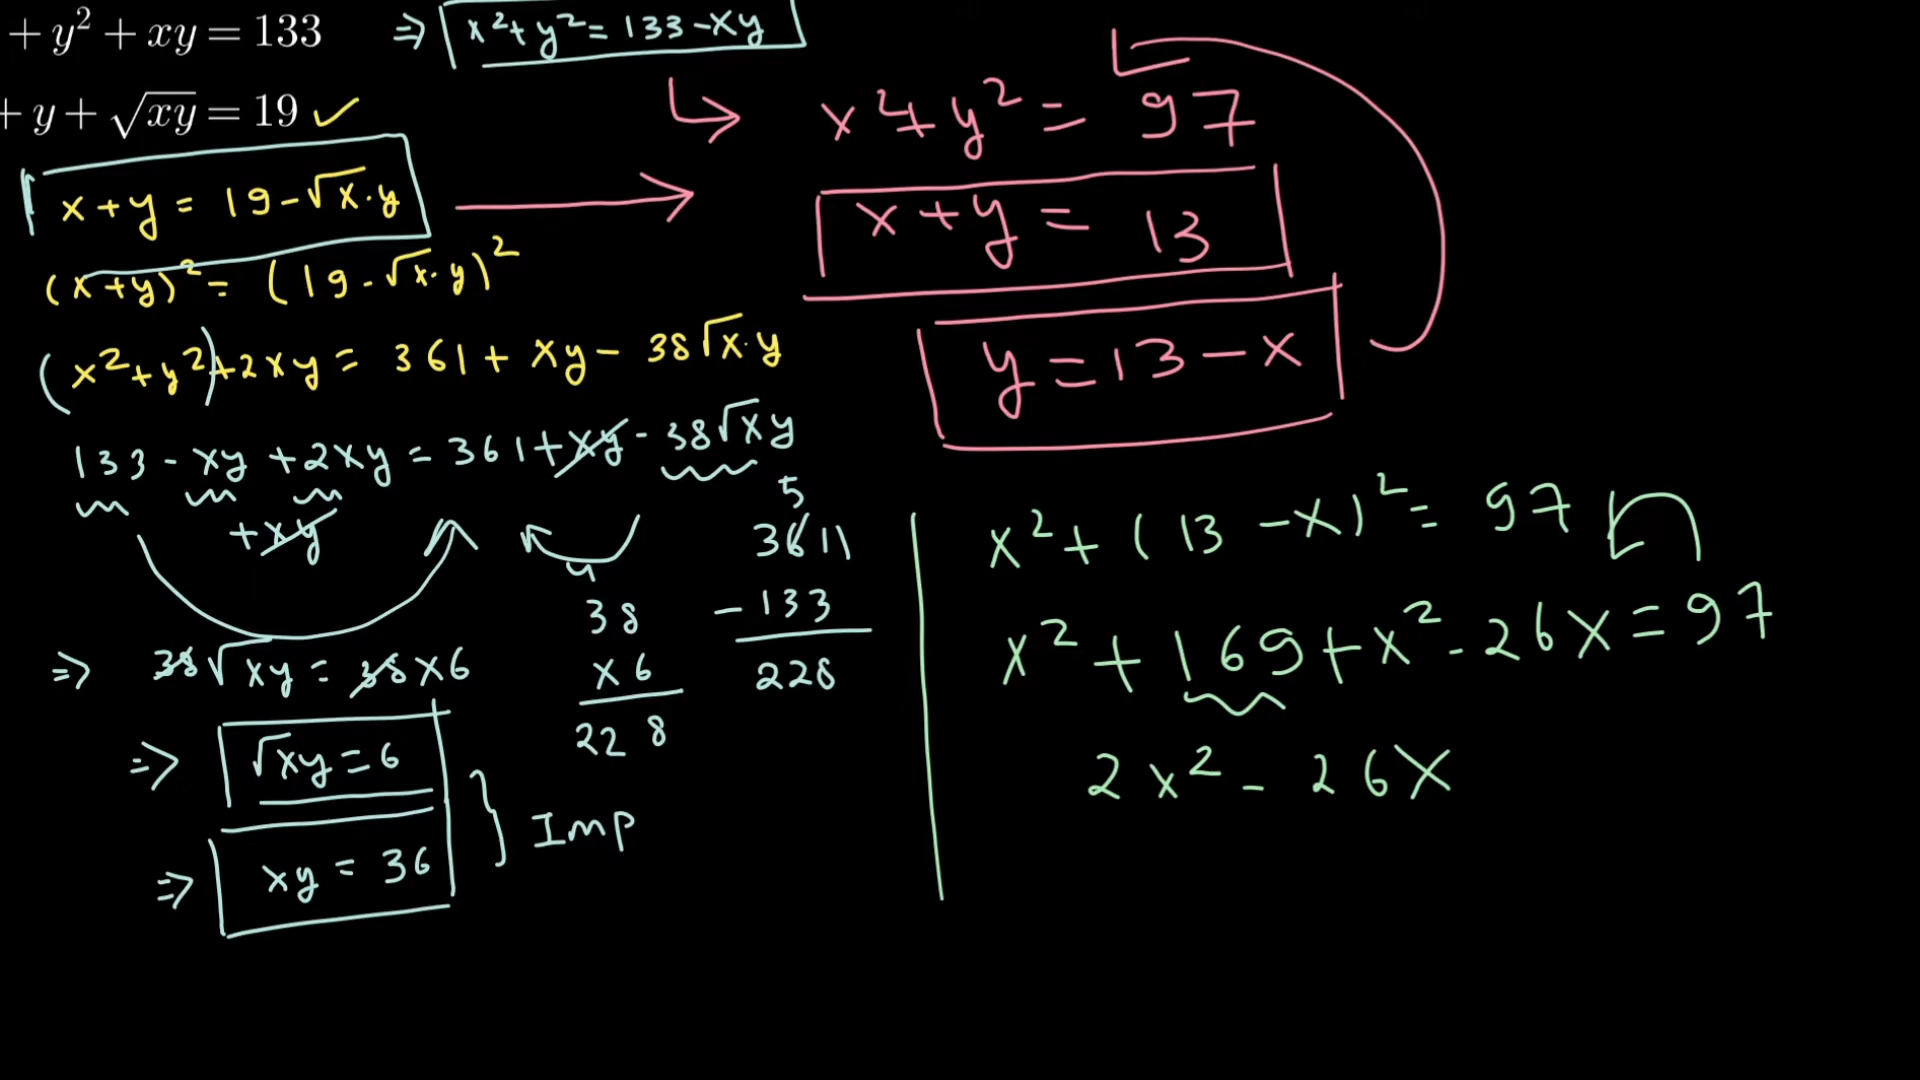 + y² + xy = 133 ⇒ x²+y² = 133 - xy
+ y + √xy = 19 ✓
x+y = 19-√x·y
(x+y)² = (19-√x·y)²
(x²+y²)+2xy = 361 + xy - 38√x·y
133 - xy + 2xy = 361 + xy - 38√xy
+xy
⇒ 38√xy = 38×6
⇒ √xy = 6
⇒ xy = 36
} Imp
4
38
×6
228
5
3611
- 133
228
↳ x²+y² = 97
x+y = 13
y = 13-x
x² + (13 - x)² = 97
x² + 169 + x² - 26x = 97
2x² - 26x